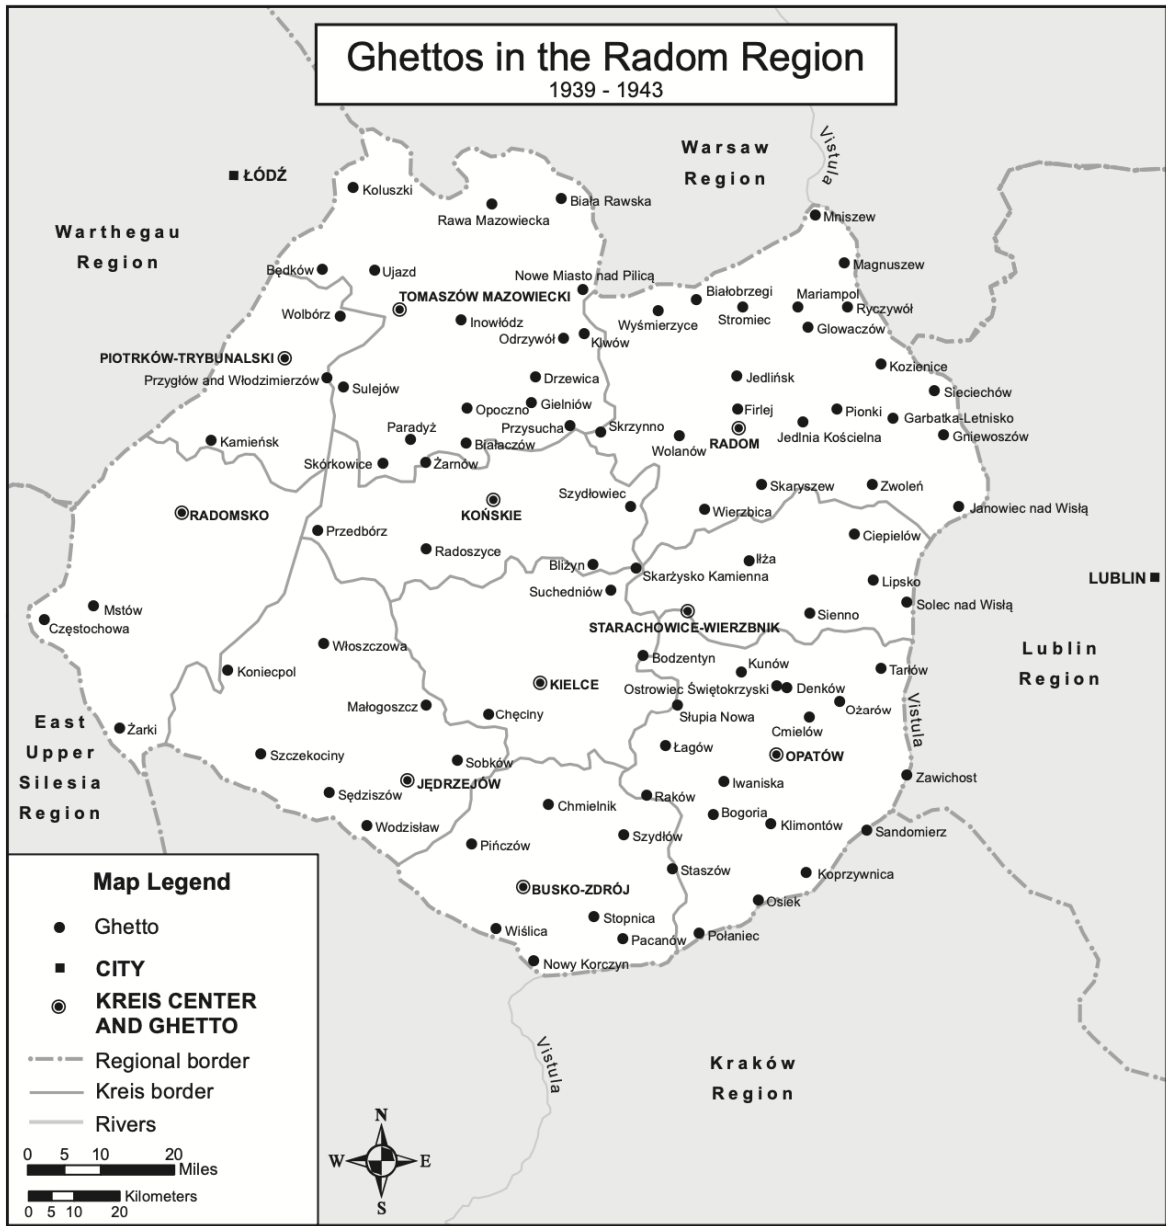 Ghettos in the Radom Region
1939 - 1943
Vistula
Warsaw
Region
ŁÓDŹ
Koluszki
Rawa Mazowiecka
Biała Rawska
Mniszew
Warthegau
Region
Będków
Ujazd
Nowe Miasto nad Pilicą
Magnuszew
TOMASZÓW MAZOWIECKI
Białobrzegi
Mariampol
Wolbórz
Inowłódz
Wyśmierzyce
Stromiec
Ryczywół
Glowaczów
Odrzywół
Klwów
PIOTRKÓW-TRYBUNALSKI
Kozienice
Przygłów and Włodzimierzów
Sulejów
Drzewica
Jedlińsk
Sieciechów
Opoczno
Gielniów
Firlej
Pionki
Garbatka-Letnisko
Paradyż
Przysucha
Skrzynno
RADOM
Jedlnia Kościelna
Gniewoszów
Kamieńsk
Białaczów
Wolanów
Skórkowice
Żarnów
Skaryszew
Zwoleń
Szydłowiec
RADOMSKO
KOŃSKIE
Wierzbica
Janowiec nad Wisłą
Przedbórz
Ciepielów
Radoszyce
Bliżyn
Skarżysko Kamienna
Iłża
LUBLIN
Suchedniów
Lipsko
Mstów
Solec nad Wisłą
Częstochowa
STARACHOWICE-WIERZBNIK
Sienno
Włoszczowa
Bodzentyn
Kunów
Tarłów
Lublin
Region
Koniecpol
KIELCE
Ostrowiec Świętokrzyski
Denków
Małogoszcz
Chęciny
Słupia Nowa
Ożarów
Cmielów
Vistula
East
Upper
Silesia
Region
Żarki
Łagów
OPATÓW
Szczekociny
Sobków
JĘDRZEJÓW
Iwaniska
Zawichost
Sędziszów
Chmielnik
Raków
Wodzisław
Bogoria
Klimontów
Sandomierz
Pińczów
Szydłów
Staszów
Koprzywnica
BUSKO-ZDRÓJ
Osiek
Stopnica
Wiślica
Pacanów
Połaniec
Nowy Korczyn
Vistula
Kraków
Region
Map Legend
Ghetto
CITY
KREIS CENTER
AND GHETTO
Regional border
Kreis border
Rivers
0 5 10 20
Miles
Kilometers
0 5 10 20
N
W E
S